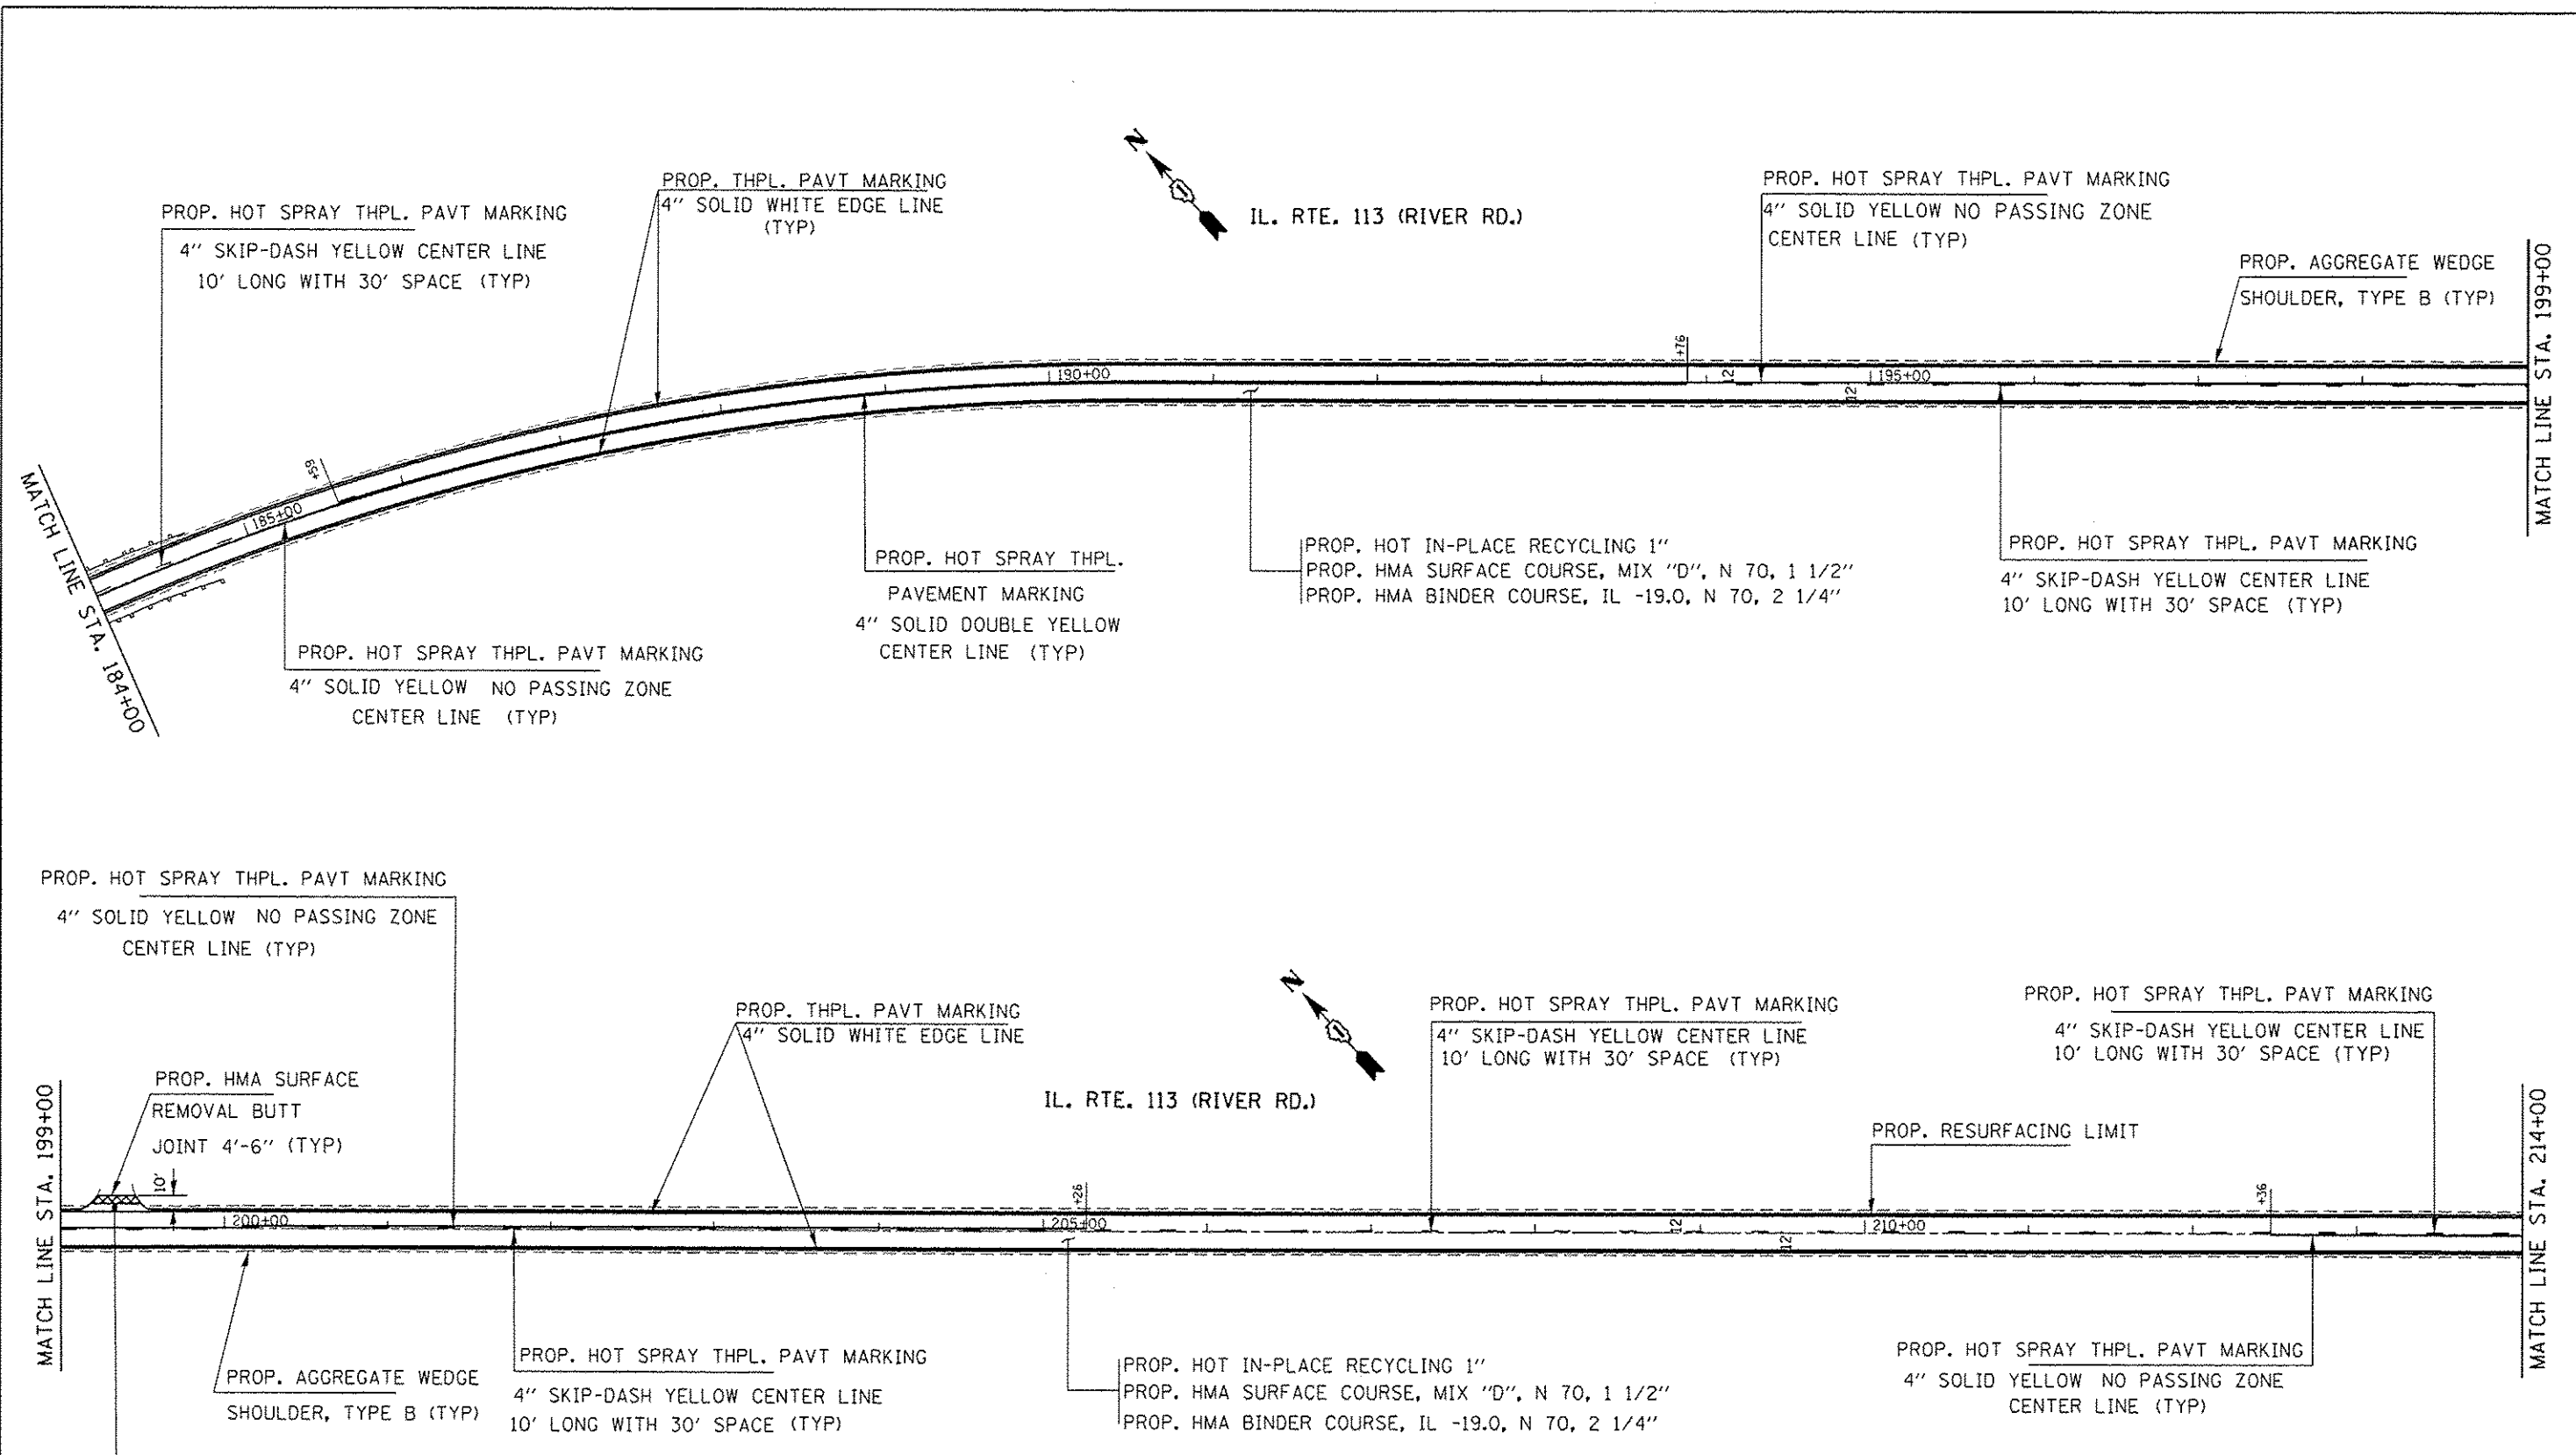 PROP. HOT SPRAY THPL. PAVT MARKING
4'' SKIP-DASH YELLOW CENTER LINE
10' LONG WITH 30' SPACE (TYP)
PROP. THPL. PAVT MARKING
4'' SOLID WHITE EDGE LINE
(TYP)
N
IL. RTE. 113 (RIVER RD.)
PROP. HOT SPRAY THPL. PAVT MARKING
4'' SOLID YELLOW NO PASSING ZONE
CENTER LINE (TYP)
PROP. AGGREGATE WEDGE
SHOULDER, TYPE B (TYP)
MATCH LINE STA. 199+00
+76
190+00
12'
195+00
12'
+59
185+00
MATCH LINE STA. 184+00
PROP. HOT SPRAY THPL. PAVT MARKING
4'' SOLID YELLOW NO PASSING ZONE
CENTER LINE (TYP)
PROP. HOT SPRAY THPL.
PAVEMENT MARKING
4'' SOLID DOUBLE YELLOW
CENTER LINE (TYP)
PROP. HOT IN-PLACE RECYCLING 1''
PROP. HMA SURFACE COURSE, MIX "D", N 70, 1 1/2''
PROP. HMA BINDER COURSE, IL -19.0, N 70, 2 1/4''
PROP. HOT SPRAY THPL. PAVT MARKING
4'' SKIP-DASH YELLOW CENTER LINE
10' LONG WITH 30' SPACE (TYP)
PROP. HOT SPRAY THPL. PAVT MARKING
4'' SOLID YELLOW NO PASSING ZONE
CENTER LINE (TYP)
PROP. HMA SURFACE
REMOVAL BUTT
JOINT 4'-6'' (TYP)
PROP. THPL. PAVT MARKING
4'' SOLID WHITE EDGE LINE
N
IL. RTE. 113 (RIVER RD.)
PROP. HOT SPRAY THPL. PAVT MARKING
4'' SKIP-DASH YELLOW CENTER LINE
10' LONG WITH 30' SPACE (TYP)
PROP. HOT SPRAY THPL. PAVT MARKING
4'' SKIP-DASH YELLOW CENTER LINE
10' LONG WITH 30' SPACE (TYP)
PROP. RESURFACING LIMIT
MATCH LINE STA. 199+00
10'
200+00
+26
205+00
12'
12'
210+00
+36
MATCH LINE STA. 214+00
PROP. AGGREGATE WEDGE
SHOULDER, TYPE B (TYP)
PROP. HOT SPRAY THPL. PAVT MARKING
4'' SKIP-DASH YELLOW CENTER LINE
10' LONG WITH 30' SPACE (TYP)
PROP. HOT IN-PLACE RECYCLING 1''
PROP. HMA SURFACE COURSE, MIX "D", N 70, 1 1/2''
PROP. HMA BINDER COURSE, IL -19.0, N 70, 2 1/4''
PROP. HOT SPRAY THPL. PAVT MARKING
4'' SOLID YELLOW NO PASSING ZONE
CENTER LINE (TYP)